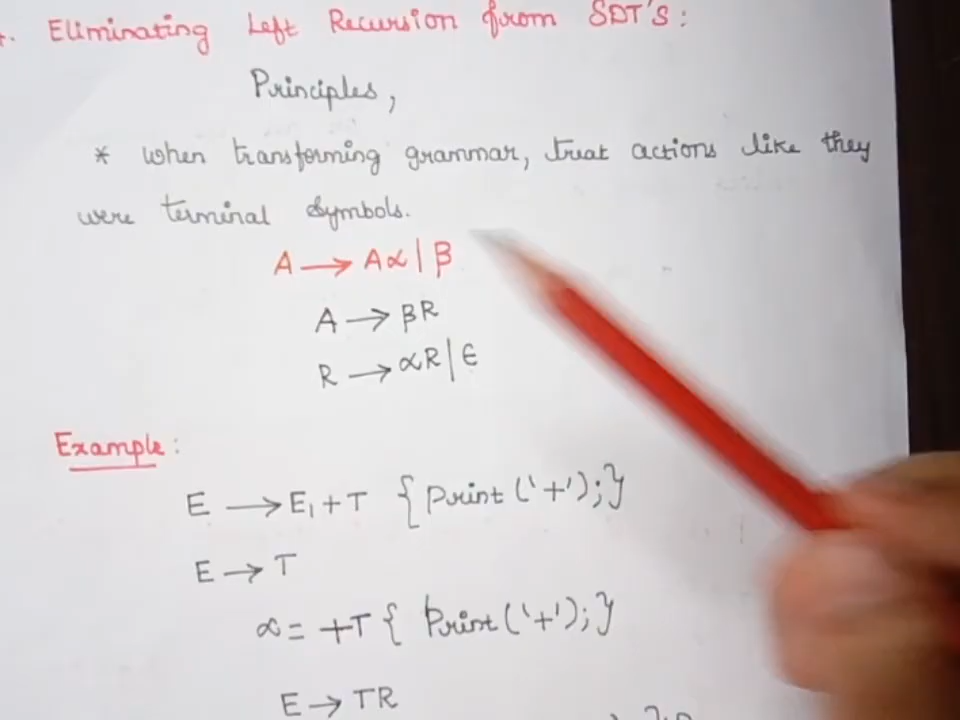 Eliminating Left Recursion from SDT'S:
Principles,
* when transforming grammar, treat actions like they
were terminal Symbols.
A → Aα | β
A → βR
R → αR | ε
Example:
E → E₁ + T { Print ('+'); }
E → T
α = +T { Print ('+'); }
E → TR